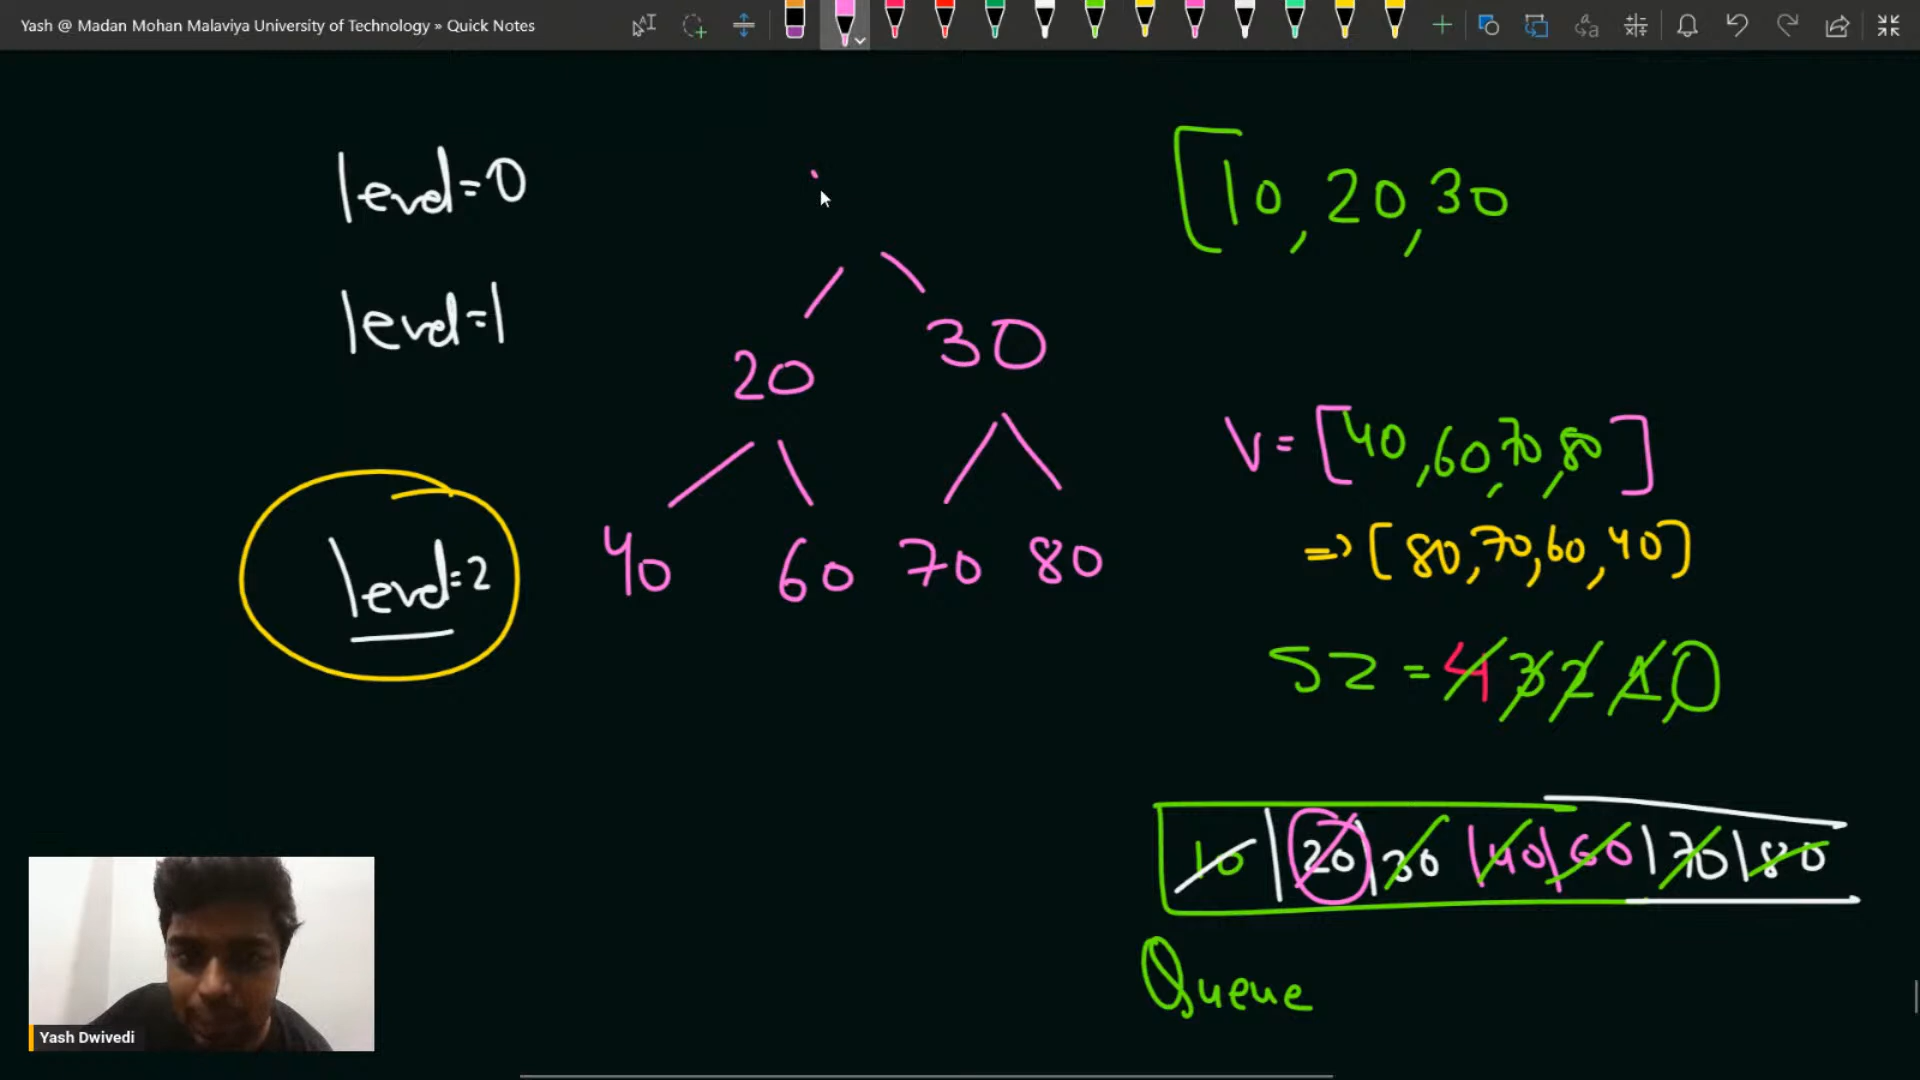 Yash @ Madan Mohan Malaviya University of Technology » Quick Notes
level=0
[10, 20, 30
level=1
20 30
V = [40, 60, 70, 80]
=> [80, 70, 60, 40]
level=2
40 60 70 80
SZ = 4 3 2 1 0
10 | 20 | 30 | 40 | 60 | 70 | 80
Queue
Yash Dwivedi